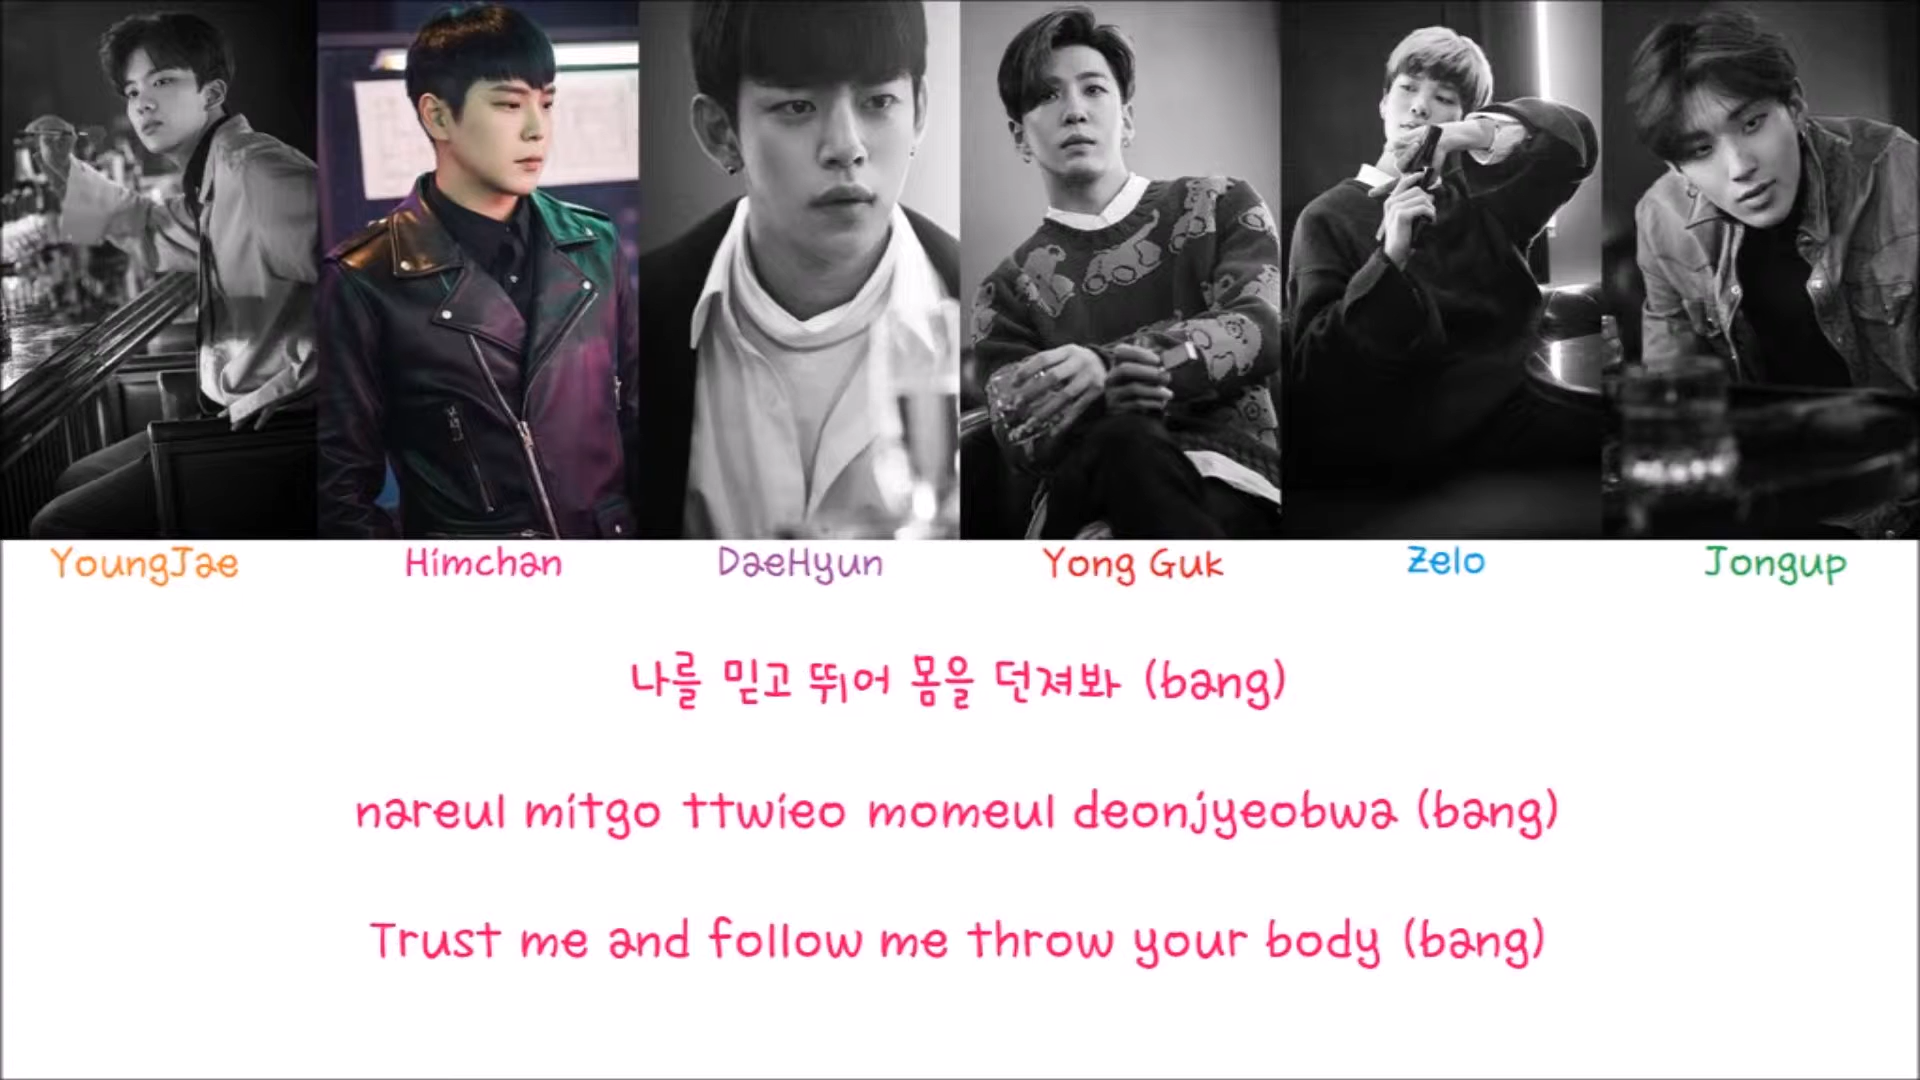 YoungJae Himchan DaeHyun Yong Guk Zelo Jongup
나를 믿고 뛰어 몸을 던져봐 (bang)
nareul mitgo ttwieo momeul deonjyeobwa (bang)
Trust me and follow me throw your body (bang)